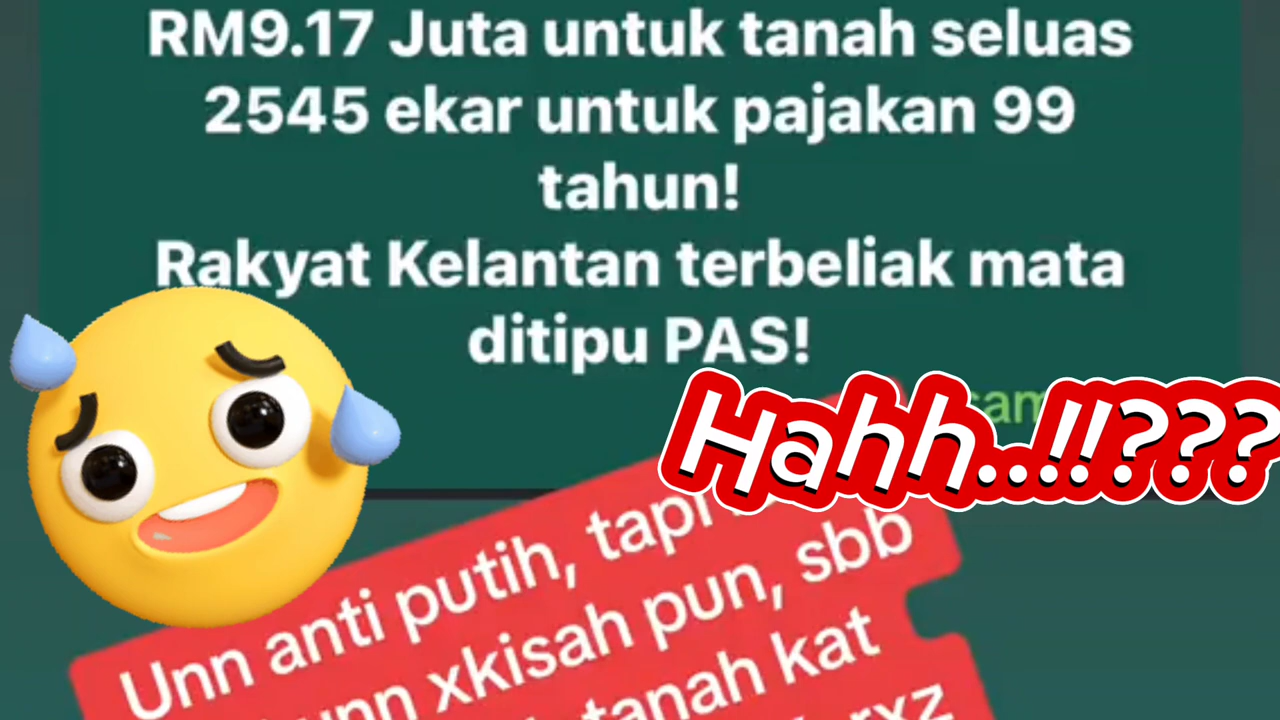 RM9.17 Juta untuk tanah seluas
2545 ekar untuk pajakan 99
tahun!
Rakyat Kelantan terbeliak mata
ditipu PAS!
Hahh..!!???
Unn anti putih, tapi
xkisah pun, sbb
tanah kat